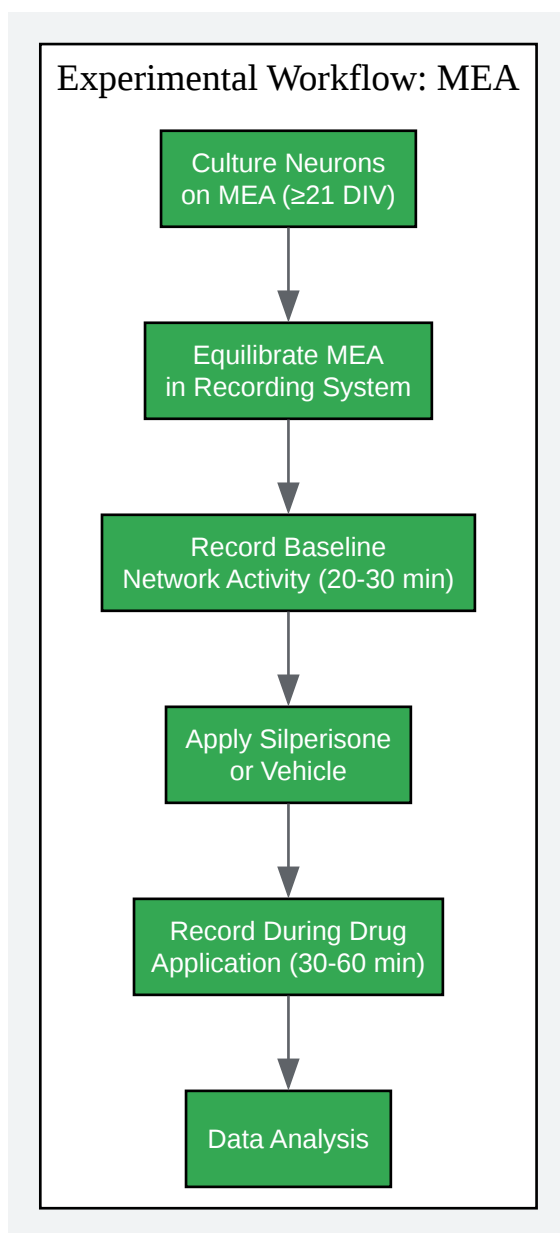 Experimental Workflow: MEA
Culture Neurons
on MEA (≥21 DIV)
Equilibrate MEA
in Recording System
Record Baseline
Network Activity (20-30 min)
Apply Silperisone
or Vehicle
Record During Drug
Application (30-60 min)
Data Analysis